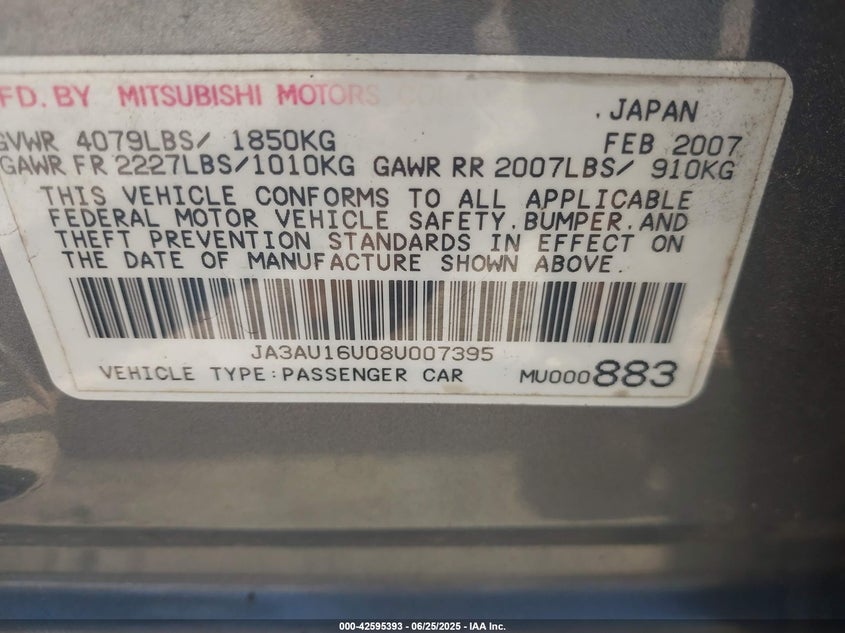 FD. BY MITSUBISHI MOTORS
. JAPAN
GVWR 4079LBS/ 1850KG FEB 2007
GAWR FR 2227LBS/1010KG GAWR RR 2007LBS/ 910KG
THIS VEHICLE CONFORMS TO ALL APPLICABLE
FEDERAL MOTOR VEHICLE SAFETY, BUMPER, AND
THEFT PREVENTION STANDARDS IN EFFECT ON
THE DATE OF MANUFACTURE SHOWN ABOVE.
JA3AU16U08U007395
VEHICLE TYPE:PASSENGER CAR MU000883
000-42595393 - 06/25/2025 - IAA Inc.